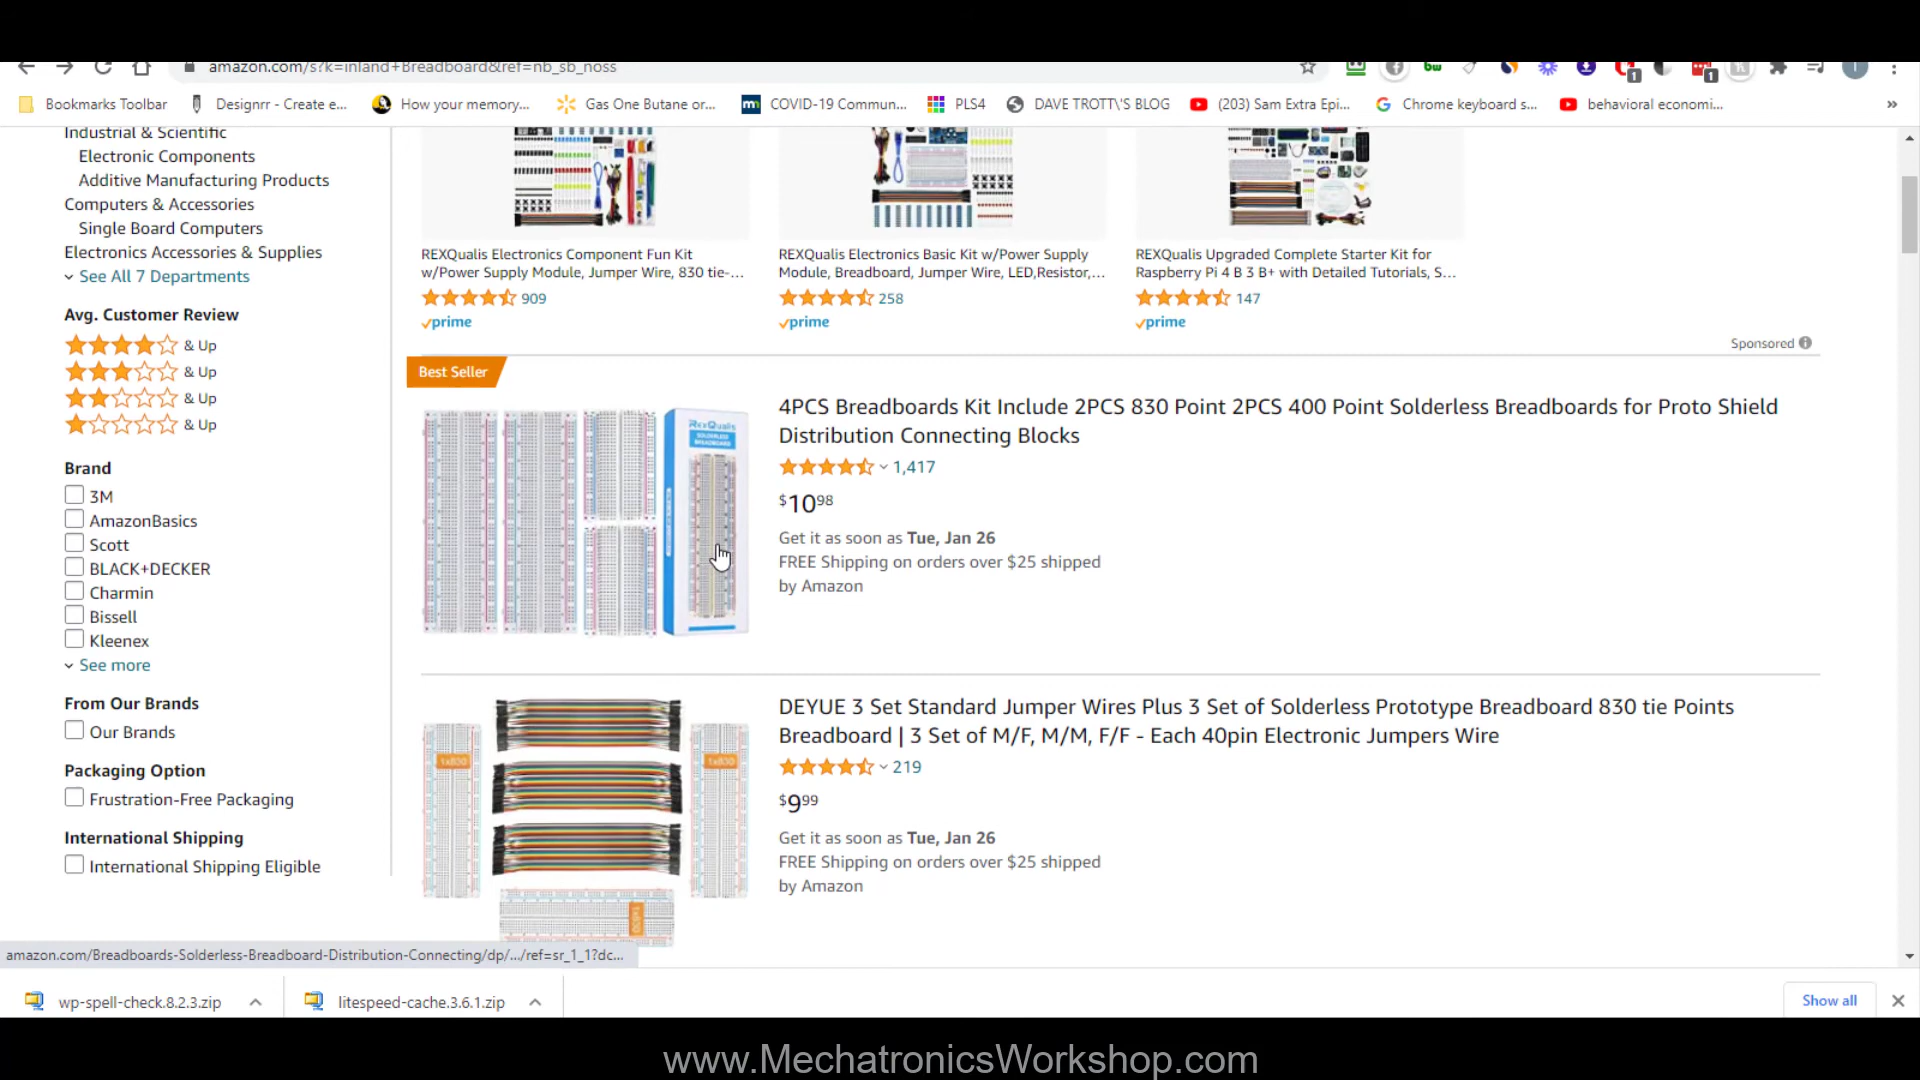 amazon.com/s?k=inland+Breadboard&ref=nb_sb_noss
Bookmarks Toolbar
Designrr - Create e...
How your memory...
Gas One Butane or...
COVID-19 Commun...
PLS4
DAVE TROTT\'S BLOG
(203) Sam Extra Epi...
Chrome keyboard s...
behavioral economi...
»
Industrial & Scientific
Electronic Components
Additive Manufacturing Products
Computers & Accessories
Single Board Computers
Electronics Accessories & Supplies
See All 7 Departments
Avg. Customer Review
& Up
& Up
& Up
& Up
Brand
3M
AmazonBasics
Scott
BLACK+DECKER
Charmin
Bissell
Kleenex
See more
From Our Brands
Our Brands
Packaging Option
Frustration-Free Packaging
International Shipping
International Shipping Eligible
REXQualis Electronics Component Fun Kit
w/Power Supply Module, Jumper Wire, 830 tie-...
909
prime
REXQualis Electronics Basic Kit w/Power Supply
Module, Breadboard, Jumper Wire, LED,Resistor,...
258
prime
REXQualis Upgraded Complete Starter Kit for
Raspberry Pi 4 B 3 B+ with Detailed Tutorials, S...
147
prime
Sponsored
Best Seller
RexQualis
SOLDERLESS
BREADBOARD
4PCS Breadboards Kit Include 2PCS 830 Point 2PCS 400 Point Solderless Breadboards for Proto Shield
Distribution Connecting Blocks
1,417
$1098
Get it as soon as Tue, Jan 26
FREE Shipping on orders over $25 shipped
by Amazon
1x830
1x830
1x830
DEYUE 3 Set Standard Jumper Wires Plus 3 Set of Solderless Prototype Breadboard 830 tie Points
Breadboard | 3 Set of M/F, M/M, F/F - Each 40pin Electronic Jumpers Wire
219
$999
Get it as soon as Tue, Jan 26
FREE Shipping on orders over $25 shipped
by Amazon
amazon.com/Breadboards-Solderless-Breadboard-Distribution-Connecting/dp/.../ref=sr_1_1?dc...
wp-spell-check.8.2.3.zip
litespeed-cache.3.6.1.zip
Show all
www.MechatronicsWorkshop.com